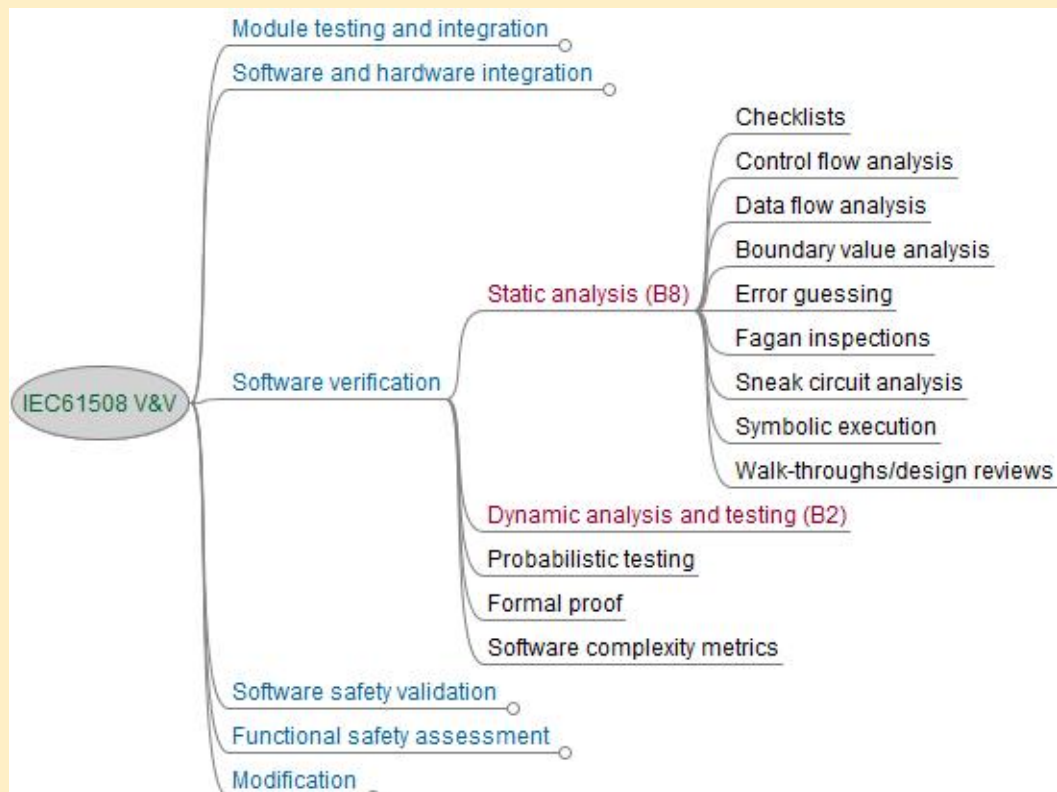 Module testing and integration
Software and hardware integration
Checklists
Control flow analysis
Data flow analysis
Boundary value analysis
Static analysis (B8)
Error guessing
Fagan inspections
Software verification
Sneak circuit analysis
IEC61508 V&V
Symbolic execution
Walk-throughs/design reviews
Dynamic analysis and testing (B2)
Probabilistic testing
Formal proof
Software complexity metrics
Software safety validation
Functional safety assessment
Modification